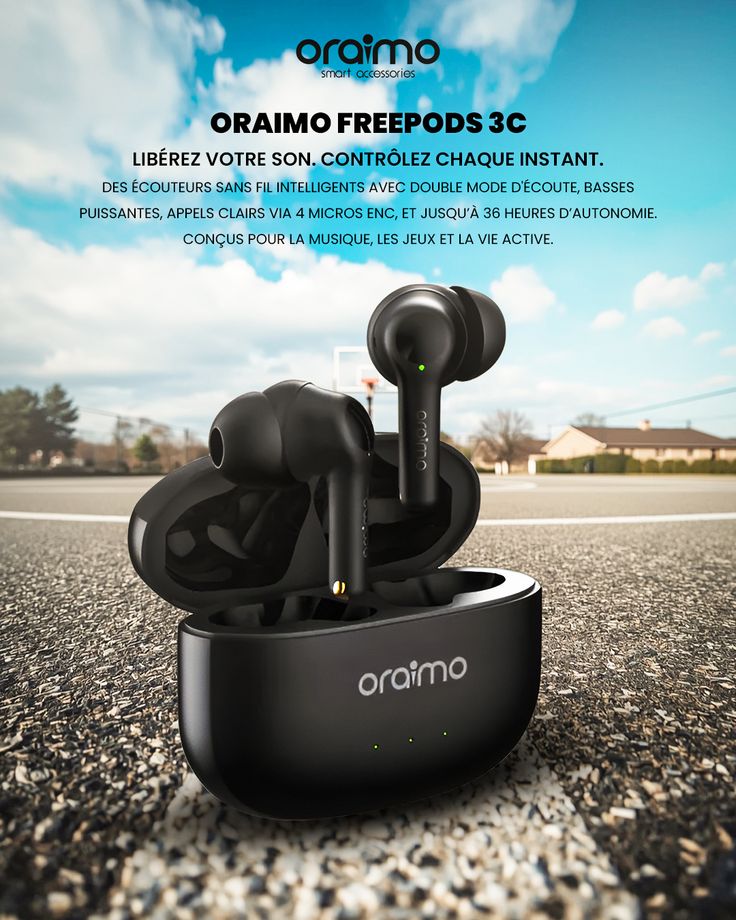 oraimo
smart accessories
ORAIMO FREEPODS 3C
LIBÉREZ VOTRE SON. CONTRÔLEZ CHAQUE INSTANT.
DES ÉCOUTEURS SANS FIL INTELLIGENTS AVEC DOUBLE MODE D'ÉCOUTE, BASSES
PUISSANTES, APPELS CLAIRS VIA 4 MICROS ENC, ET JUSQU'À 36 HEURES D'AUTONOMIE.
CONÇUS POUR LA MUSIQUE, LES JEUX ET LA VIE ACTIVE.
oraimo
oraimo
oraimo